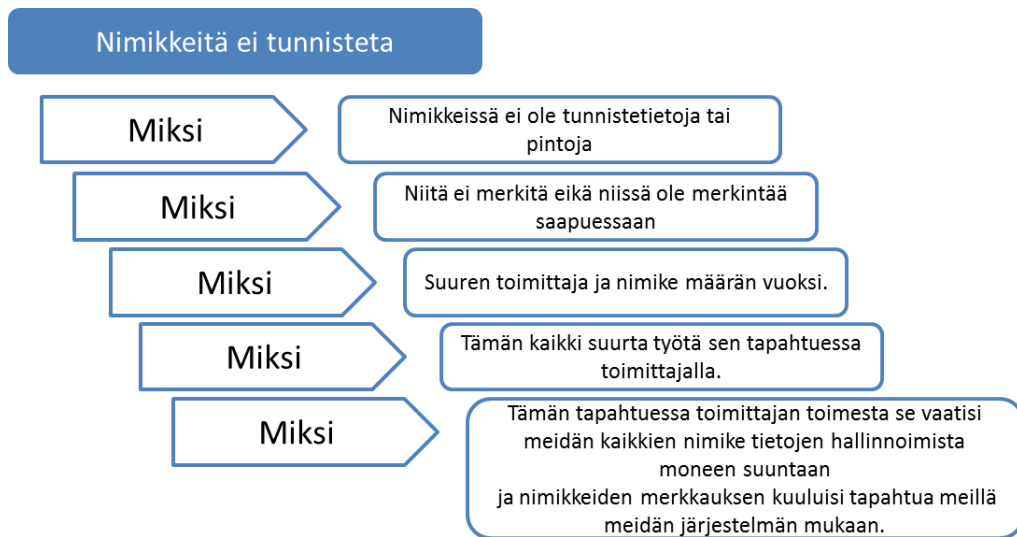 Nimikkeitä ei tunnisteta
Miksi
Nimikkeissä ei ole tunnistetietoja tai
pintoja
Miksi
Niitä ei merkitä eikä niissä ole merkintää
saapuessaan
Miksi
Suuren toimittaja ja nimike määrän vuoksi.
Miksi
Tämän kaikki suurta työtä sen tapahtuessa
toimittajalla.
Miksi
Tämän tapahtuessa toimittajan toimesta se vaatisi
meidän kaikkien nimike tietojen hallinnoimista
moneen suuntaan
ja nimikkeiden merkkauksen kuuluisi tapahtua meillä
meidän järjestelmän mukaan.